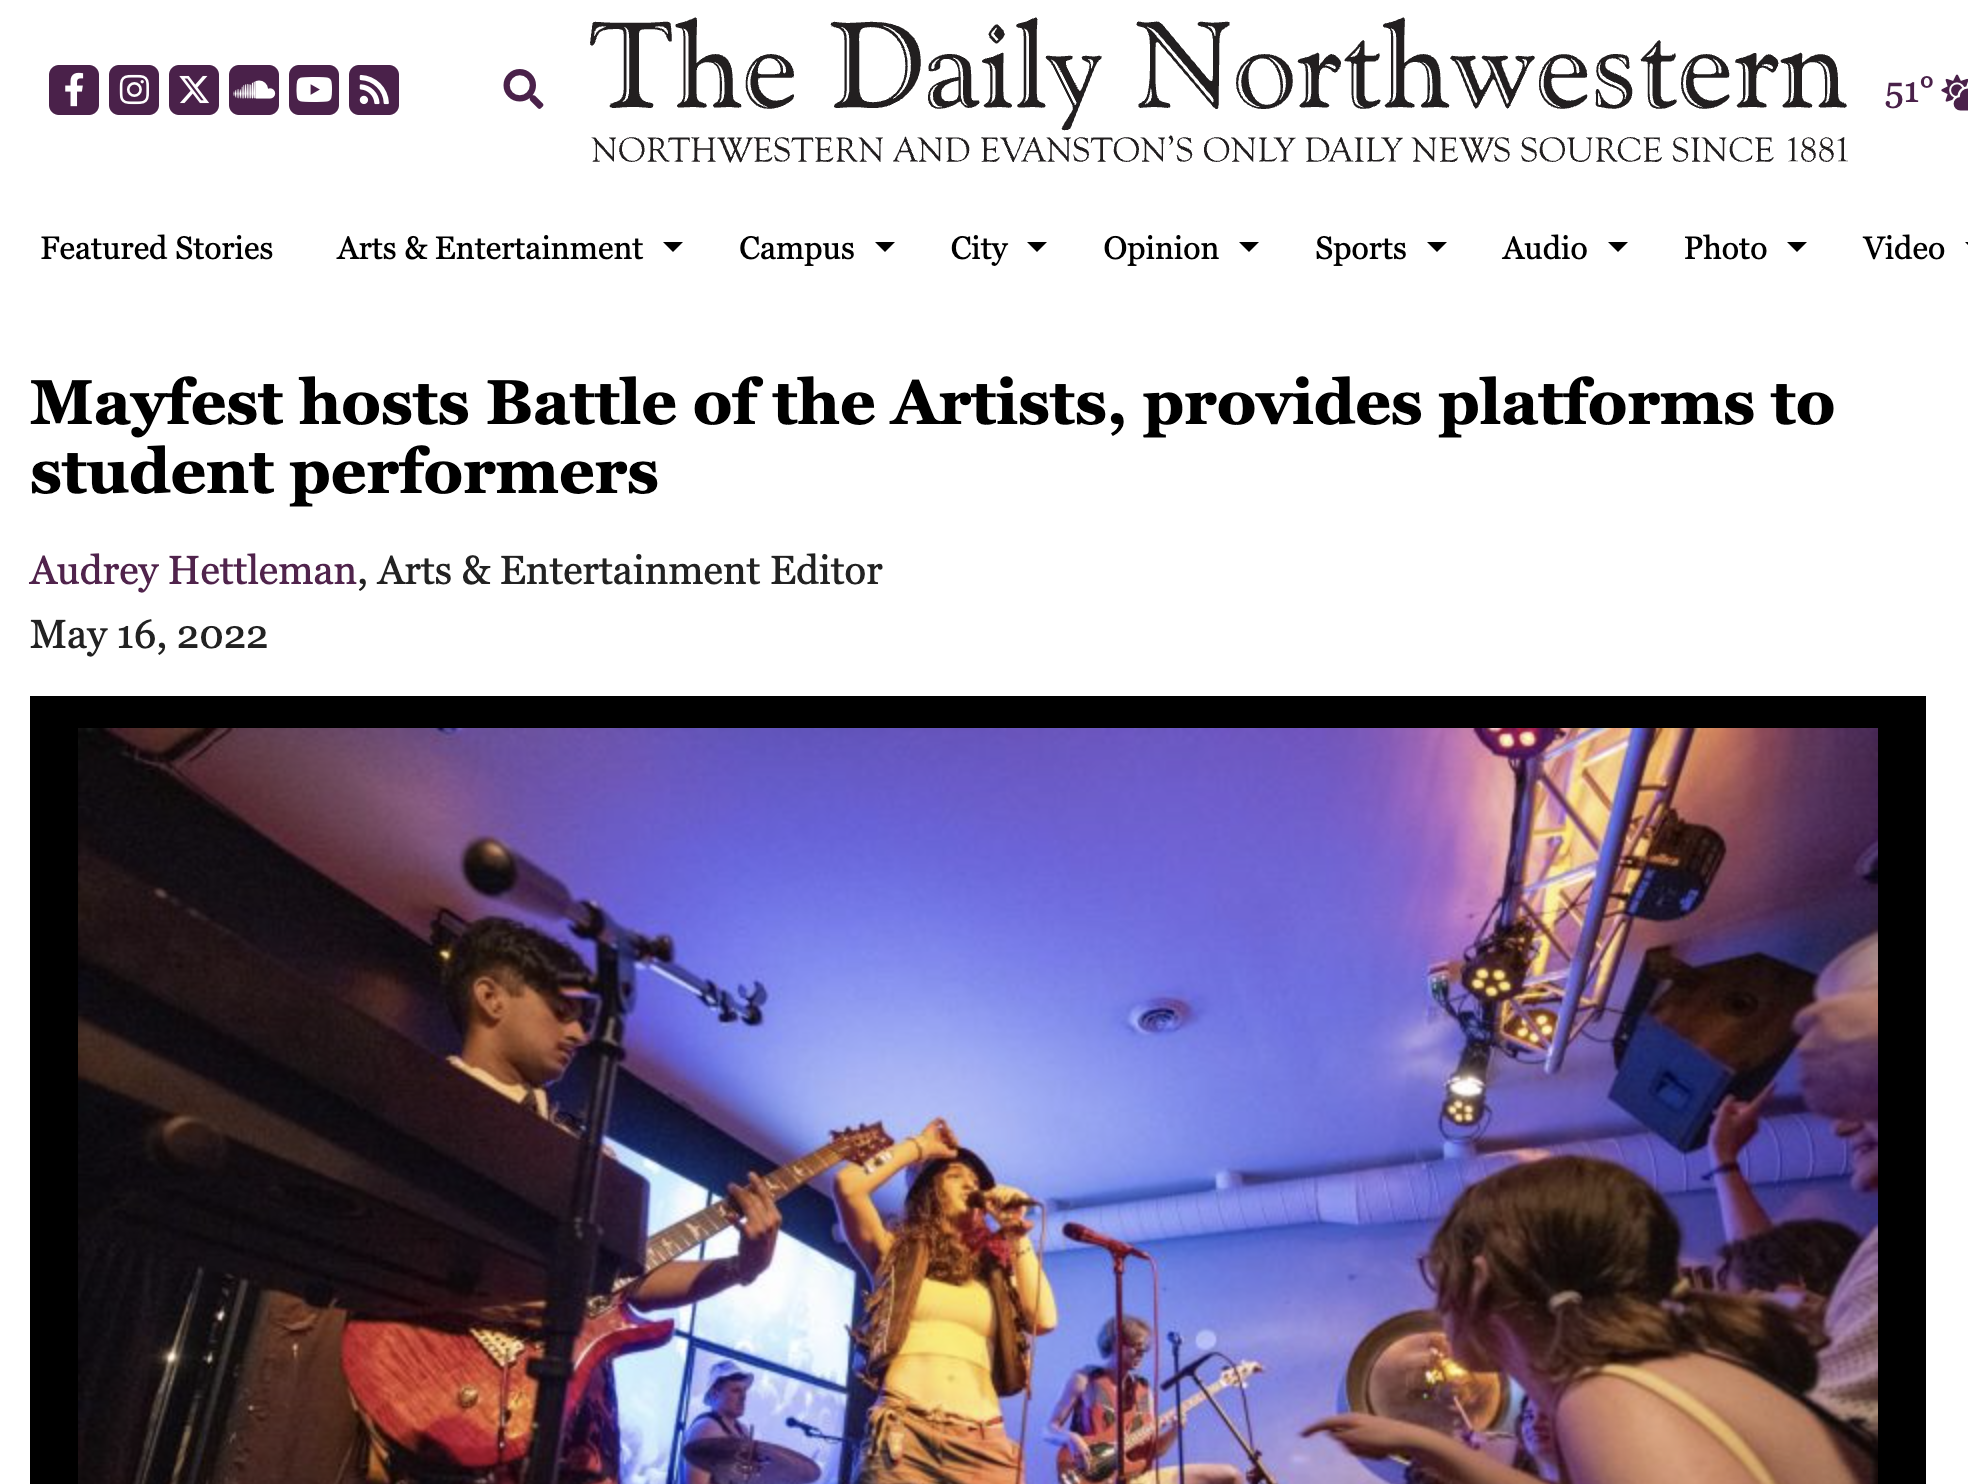 The Daily Northwestern
51°
NORTHWESTERN AND EVANSTON'S ONLY DAILY NEWS SOURCE SINCE 1881
Featured Stories Arts & Entertainment Campus City Opinion Sports Audio Photo Video
Mayfest hosts Battle of the Artists, provides platforms to
student performers
Audrey Hettleman, Arts & Entertainment Editor
May 16, 2022